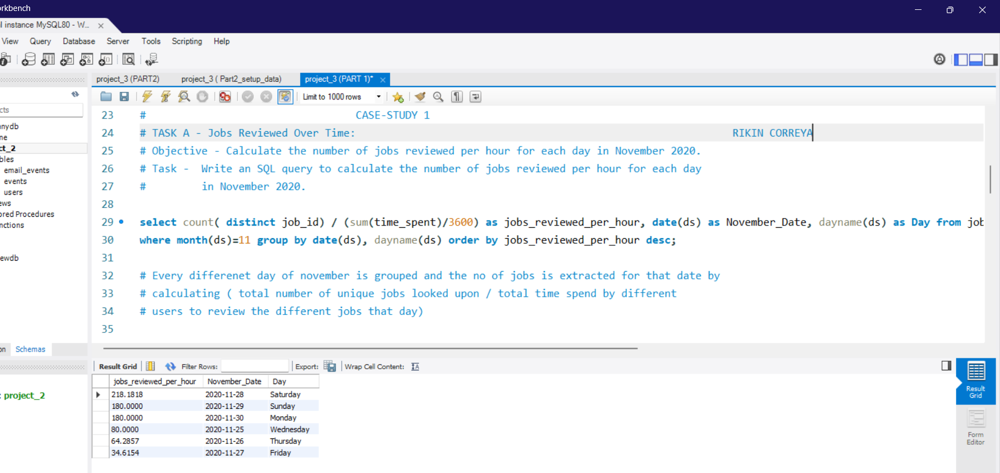 orkbench
l instance MySQL80 - W...
View Query Database Server Tools Scripting Help
project_3 (PART2) project_3 ( Part2_setup_data) project_3 (PART 1)*
Limit to 1000 rows
cts
nydb
ne
ct_2
bles
email_events
events
users
ews
ored Procedures
nctions
ewdb
on Schemas
: project_2
23 # CASE-STUDY 1
24 # TASK A - Jobs Reviewed Over Time: RIKIN CORREYA
25 # Objective - Calculate the number of jobs reviewed per hour for each day in November 2020.
26 # Task - Write an SQL query to calculate the number of jobs reviewed per hour for each day
27 # in November 2020.
28
29 select count( distinct job_id) / (sum(time_spent)/3600) as jobs_reviewed_per_hour, date(ds) as November_Date, dayname(ds) as Day from job
30 where month(ds)=11 group by date(ds), dayname(ds) order by jobs_reviewed_per_hour desc;
31
32 # Every differenet day of november is grouped and the no of jobs is extracted for that date by
33 # calculating ( total number of unique jobs looked upon / total time spend by different
34 # users to review the different jobs that day)
35
Result Grid Filter Rows: Export: Wrap Cell Content:
jobs_reviewed_per_hour November_Date Day
218.1818 2020-11-28 Saturday
180.0000 2020-11-29 Sunday
180.0000 2020-11-30 Monday
80.0000 2020-11-25 Wednesday
64.2857 2020-11-26 Thursday
34.6154 2020-11-27 Friday
Result
Grid
Form
Editor